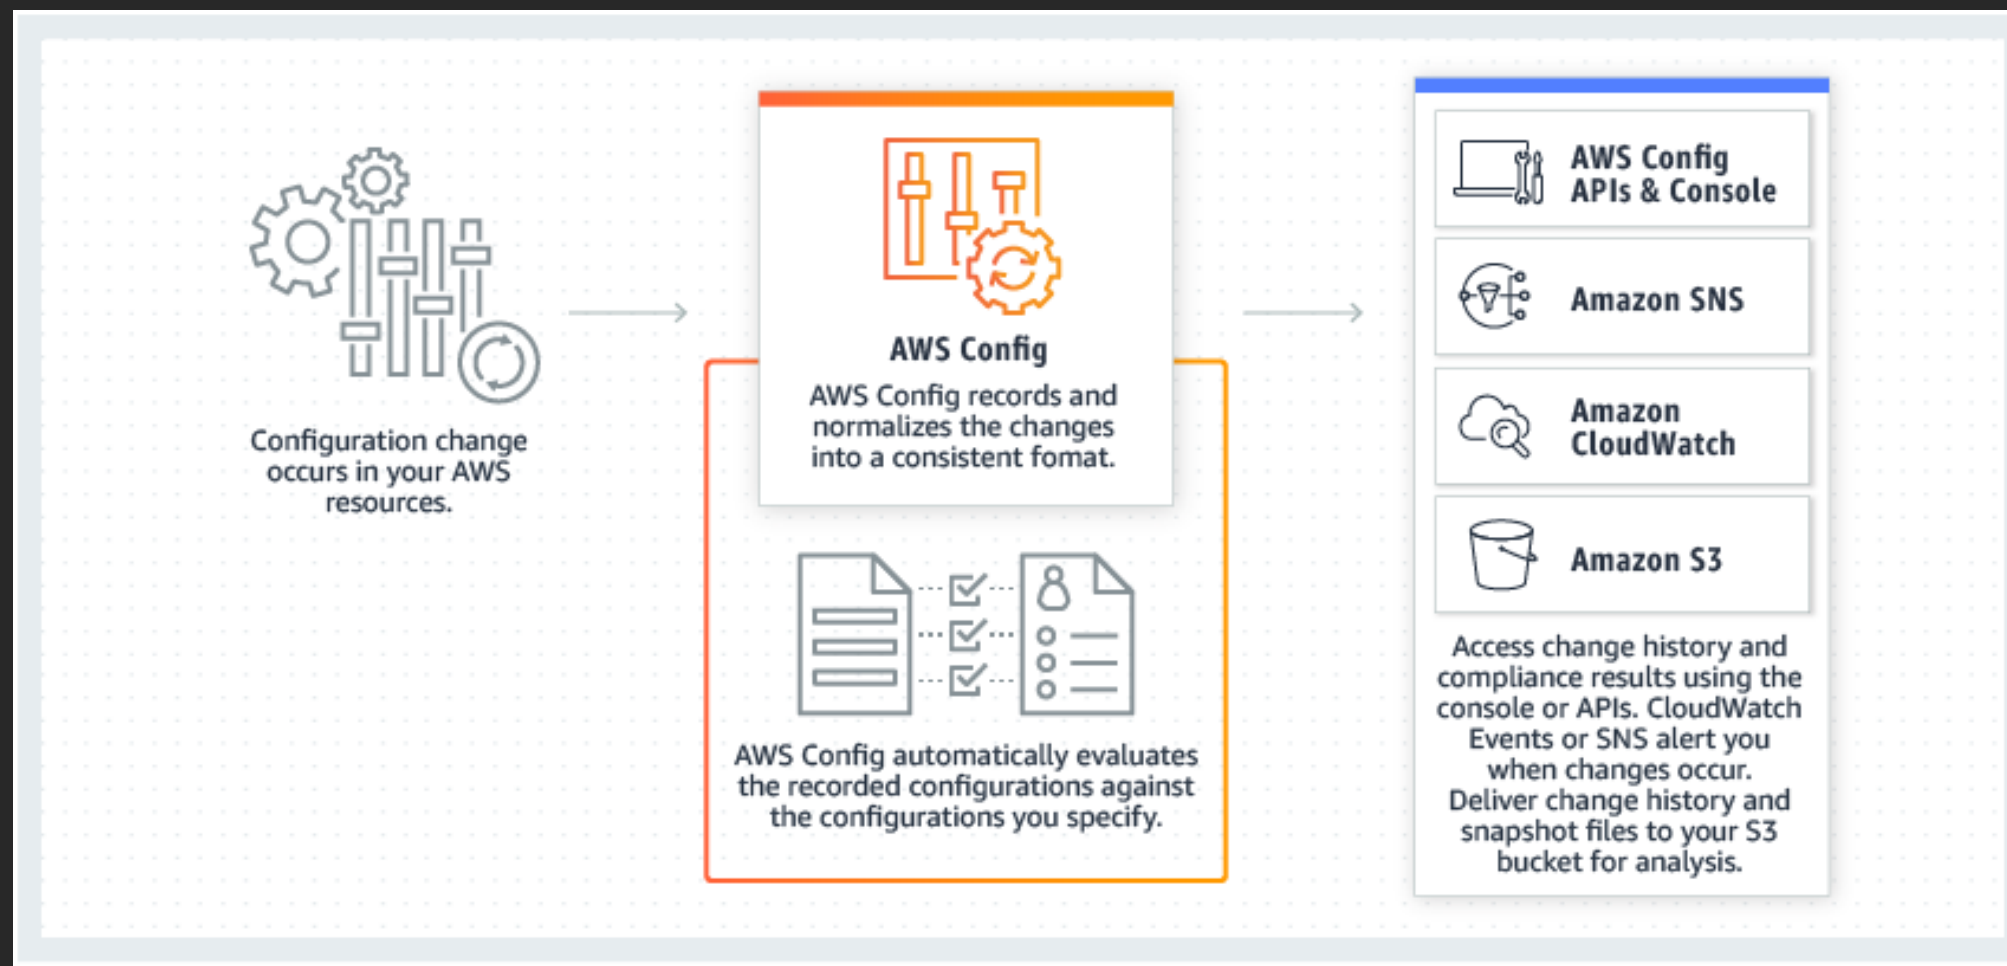 Configuration change
occurs in your AWS
resources.
AWS Config
AWS Config records and
normalizes the changes
into a consistent fomat.
AWS Config automatically evaluates
the recorded configurations against
the configurations you specify.
AWS Config
APIs & Console
Amazon SNS
Amazon
CloudWatch
Amazon S3
Access change history and
compliance results using the
console or APIs. CloudWatch
Events or SNS alert you
when changes occur.
Deliver change history and
snapshot files to your S3
bucket for analysis.